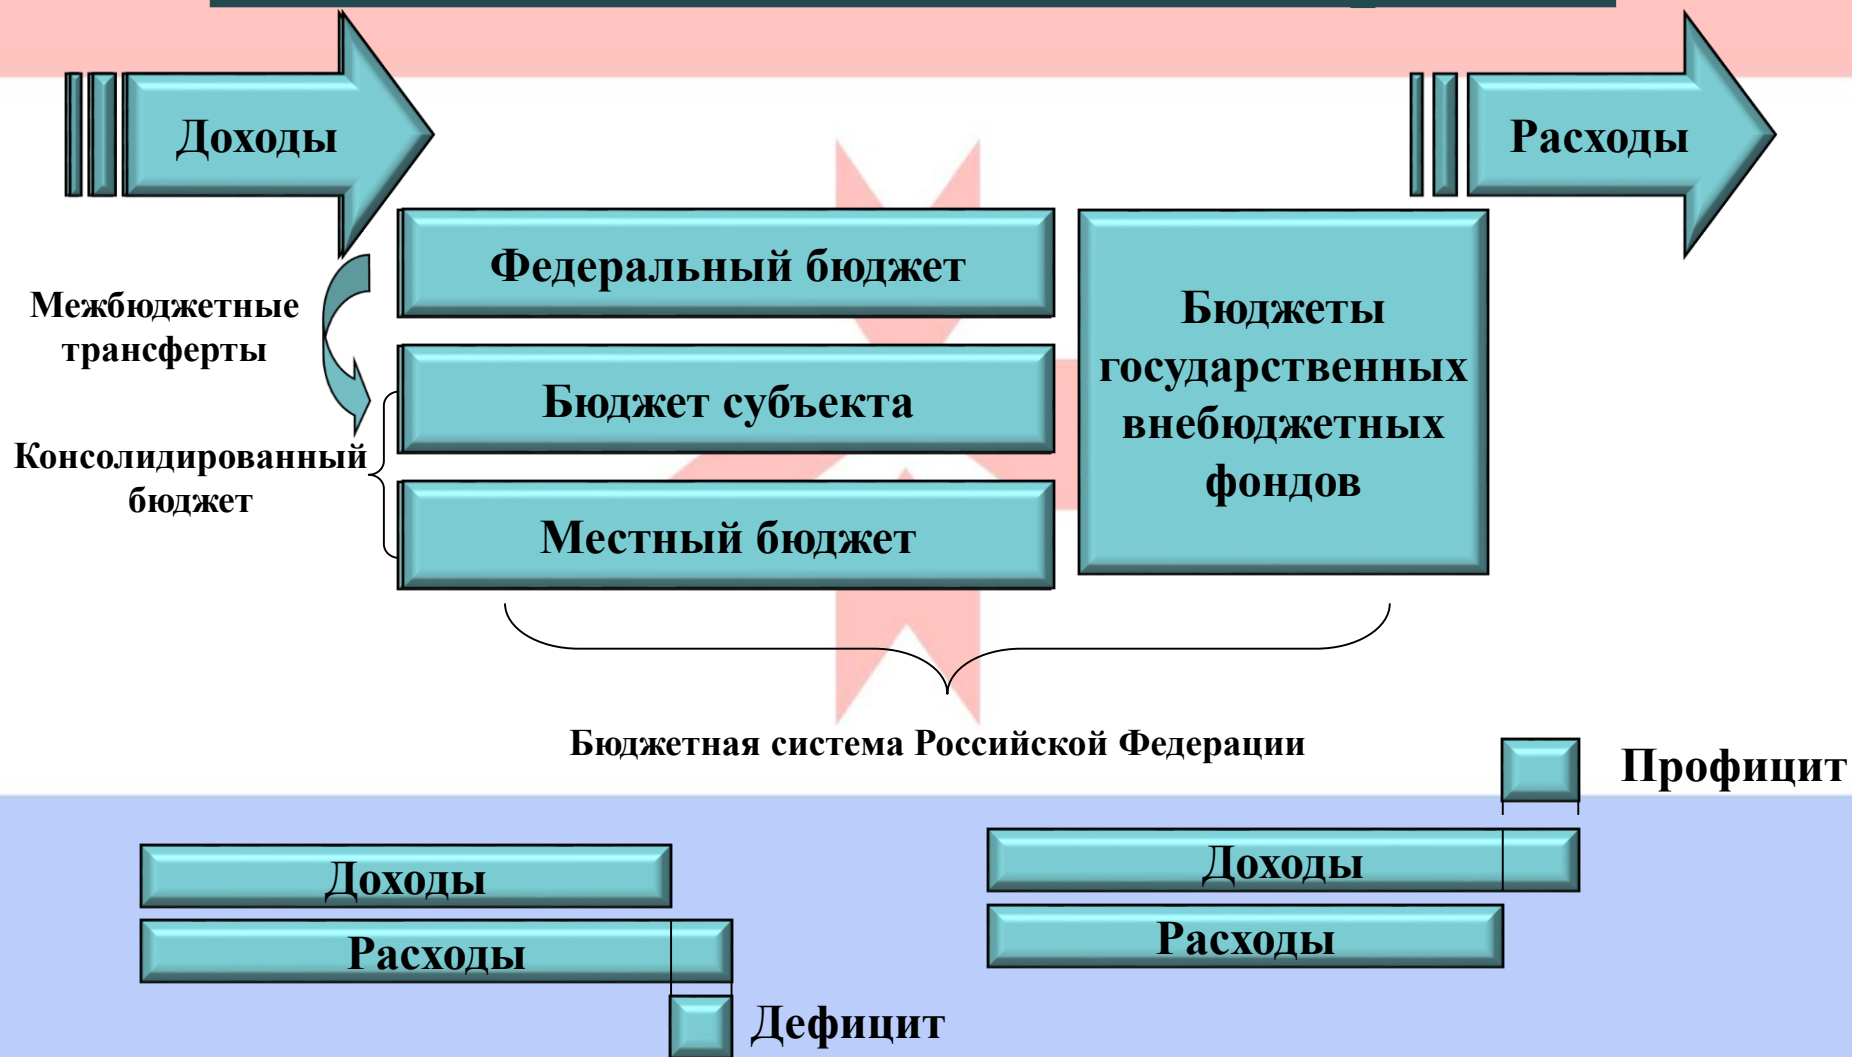 Доходы
Расходы
Федеральный бюджет
Межбюджетные
трансферты
Бюджет субъекта
Консолидированный
бюджет
Местный бюджет
Бюджеты
государственных
внебюджетных
фондов
Бюджетная система Российской Федерации
Профицит
Доходы
Расходы
Дефицит
Доходы
Расходы